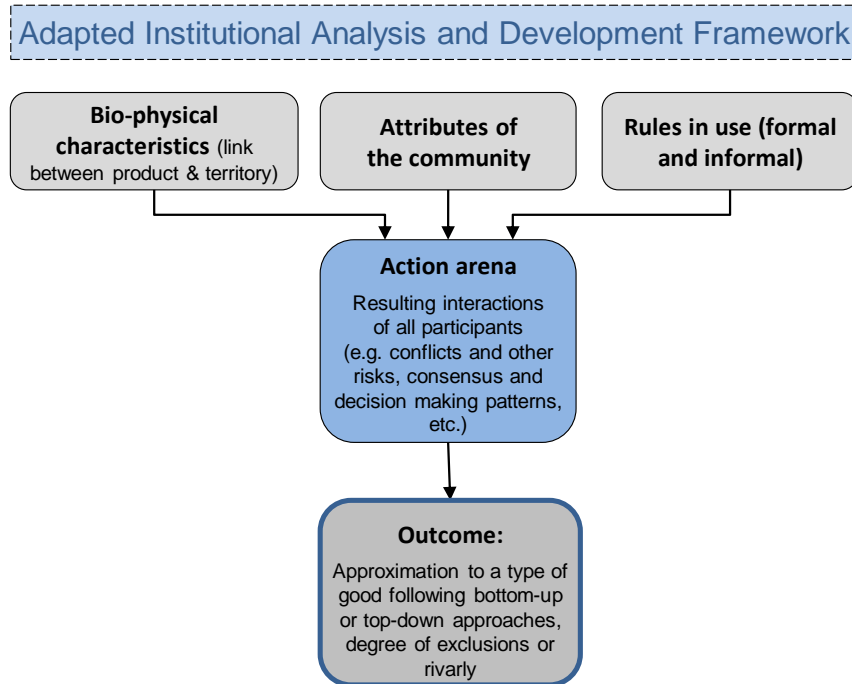 Adapted Institutional Analysis and Development Framework
Bio-physical
characteristics (link
between product & territory)
Attributes of
the community
Rules in use (formal
and informal)
Action arena
Resulting interactions
of all participants
(e.g. conflicts and other
risks, consensus and
decision making patterns,
etc.)
Outcome:
Approximation to a type of
good following bottom-up
or top-down approaches,
degree of exclusions or
rivarly